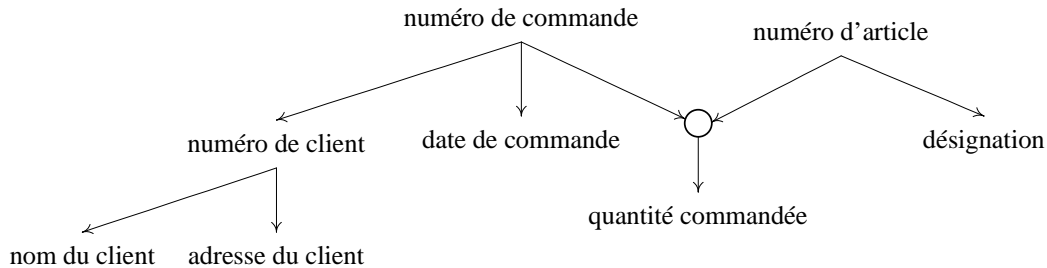 numéro de commande
numéro d'article
numéro de client
date de commande
désignation
quantité commandée
nom du client
adresse du client